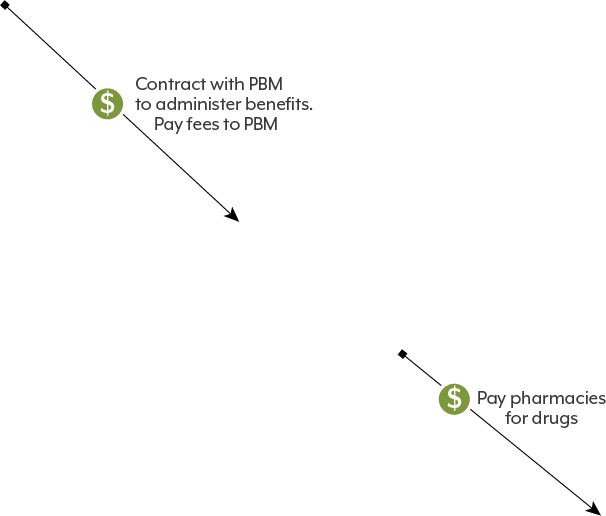 Contract with PBM
$ to administer benefits.
Pay fees to PBM
$ Pay pharmacies
for drugs